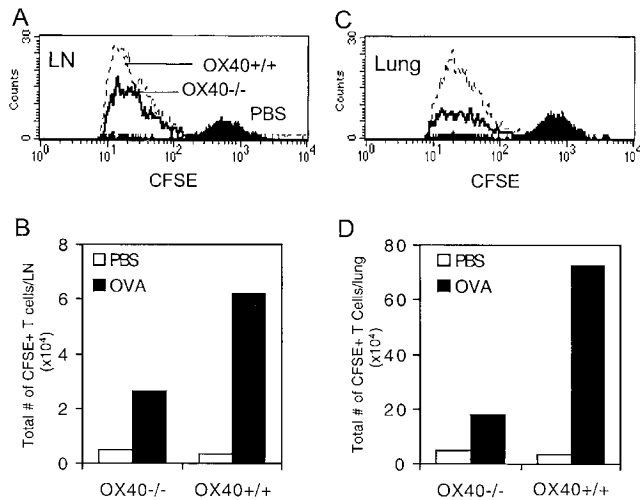 A
30
LN
OX40+/+
OX40-/-
PBS
Counts
0
10^0 10^1 10^2 10^3 10^4
CFSE
C
30
Lung
Counts
0
10^0 10^1 10^2 10^3 10^4
CFSE
B
8
6
4
2
0
PBS
OVA
Total # of CFSE+ T cells/LN
(x10^4)
OX40-/- OX40+/+
D
80
60
40
20
0
PBS
OVA
Total # of CFSE+ T Cells/lung
(x10^4)
OX40-/- OX40+/+